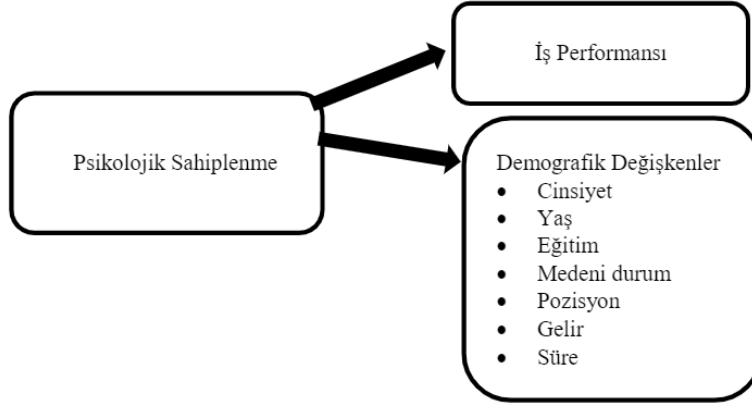 İş Performansı
Psikolojik Sahiplenme
Demografik Değişkenler
• Cinsiyet
• Yaş
• Eğitim
• Medeni durum
• Pozisyon
• Gelir
• Süre